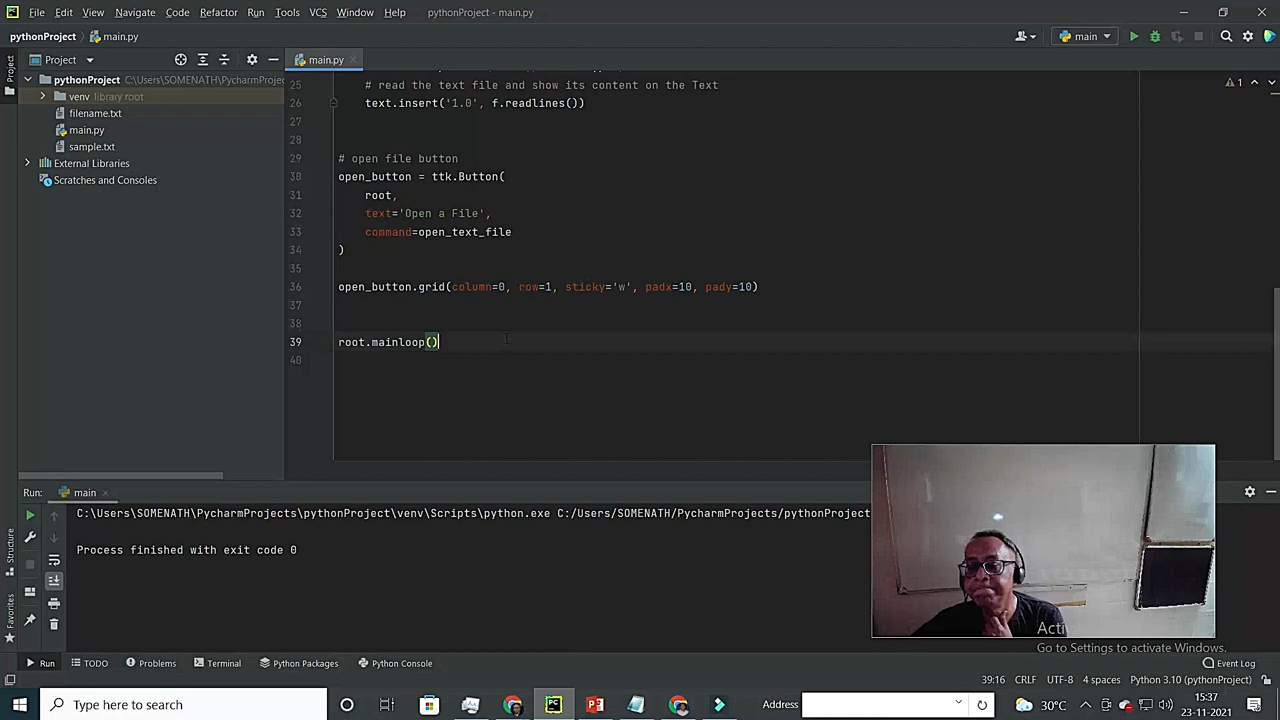 File Edit View Navigate Code Refactor Run Tools VCS Window Help pythonProject - main.py
pythonProject main.py main
Project main.py
pythonProject C:\Users\SOMENATH\PycharmProjects\p
venv library root
filename.txt
main.py
sample.txt
External Libraries
Scratches and Consoles
1
25 # read the text file and show its content on the Text
26 text.insert('1.0', f.readlines())
27
28
29 # open file button
30 open_button = ttk.Button(
31 root,
32 text='Open a File',
33 command=open_text_file
34 )
35
36 open_button.grid(column=0, row=1, sticky='w', padx=10, pady=10)
37
38
39 root.mainloop()
40
Project
Structure
Favorites
Run: main
C:\Users\SOMENATH\PycharmProjects\pythonProject\venv\Scripts\python.exe C:/Users/SOMENATH/PycharmProjects/pythonProject
Process finished with exit code 0
Acti
Go to Settings to activate Windows.
Run TODO Problems Terminal Python Packages Python Console Event Log
39:16 CRLF UTF-8 4 spaces Python 3.10 (pythonProject)
Type here to search Address 30°C 15:37
23-11-2021